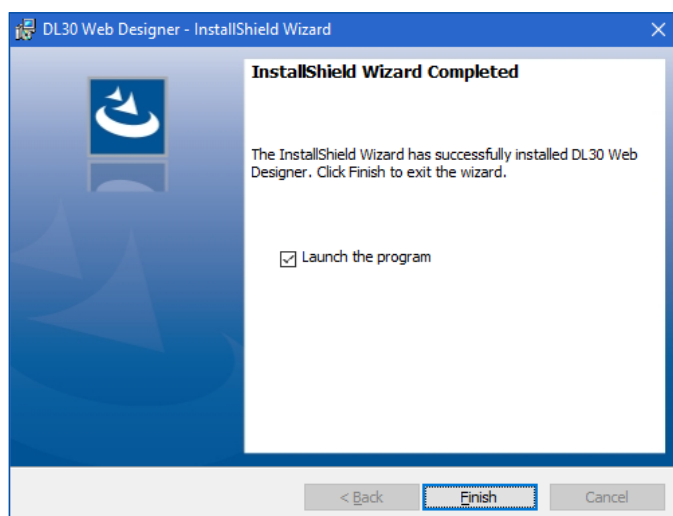 DL30 Web Designer - InstallShield Wizard
InstallShield Wizard Completed
The InstallShield Wizard has successfully installed DL30 Web
Designer. Click Finish to exit the wizard.
Launch the program
< Back Finish Cancel